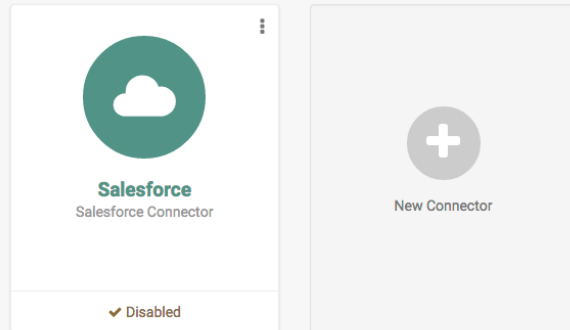 Salesforce
Salesforce Connector
Disabled
New Connector